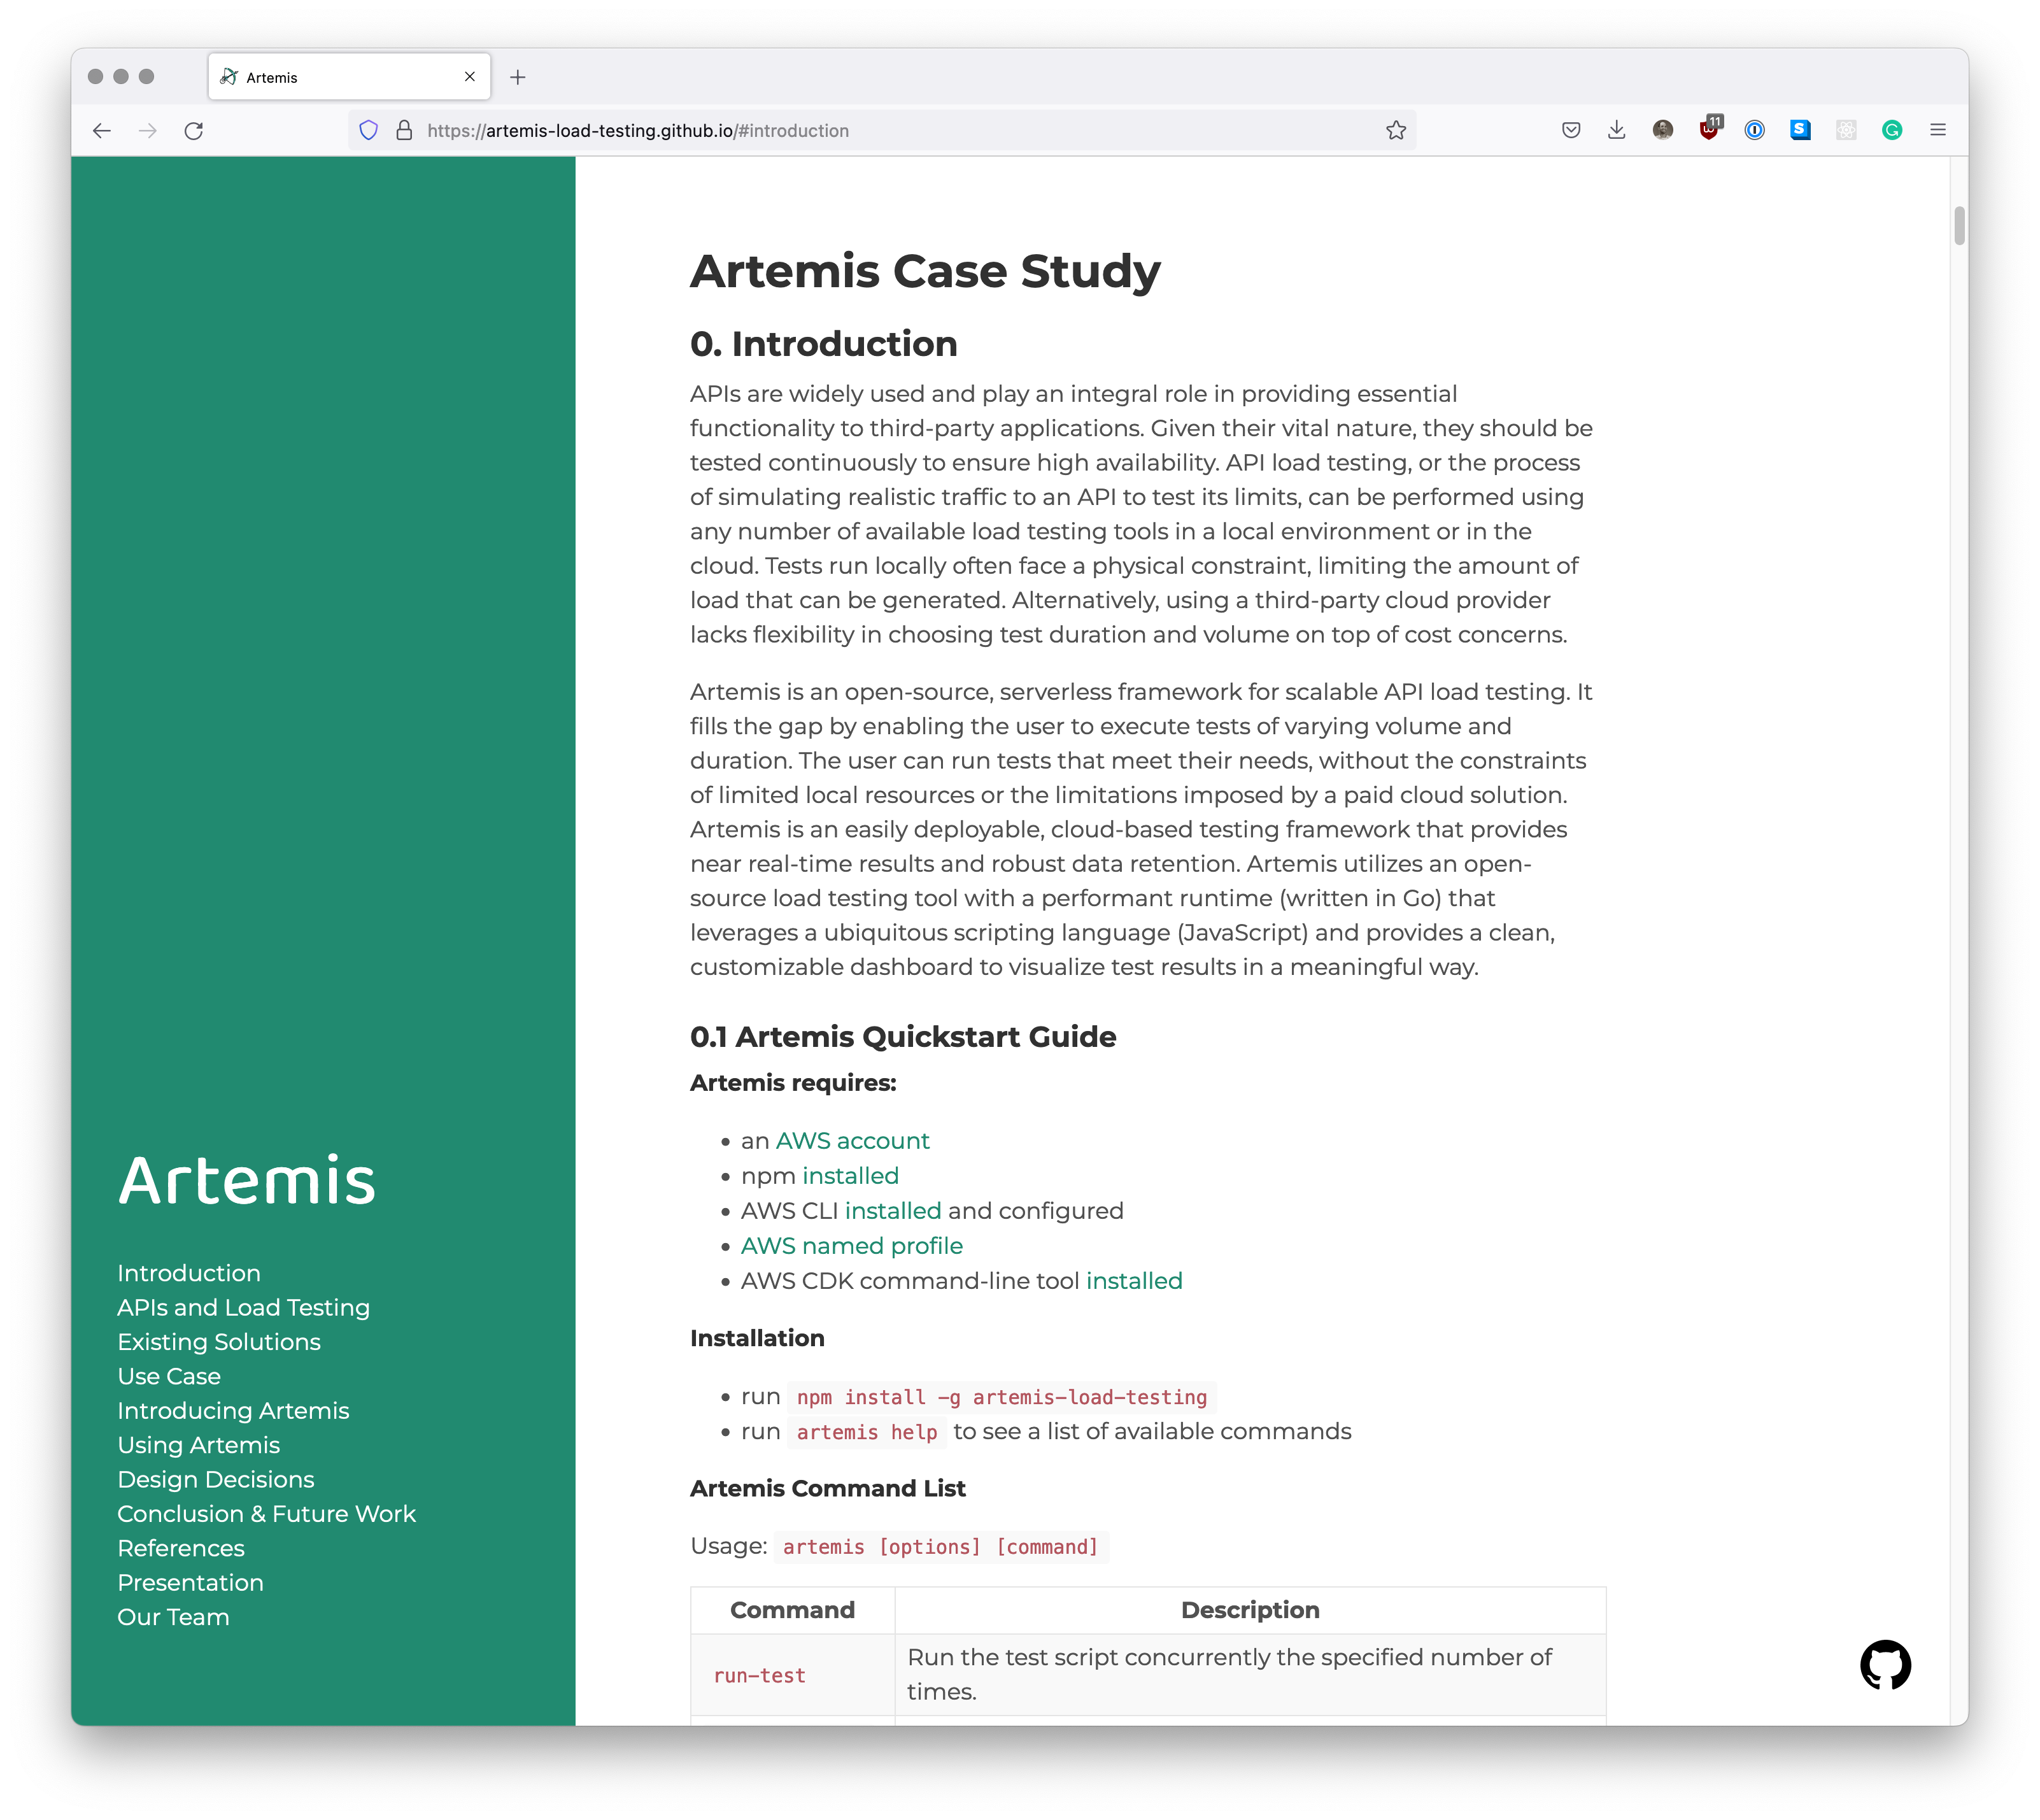 Artemis
https://artemis-load-testing.github.io/#introduction
11
S
G
Artemis
Introduction
APIs and Load Testing
Existing Solutions
Use Case
Introducing Artemis
Using Artemis
Design Decisions
Conclusion & Future Work
References
Presentation
Our Team
Artemis Case Study
0. Introduction
APIs are widely used and play an integral role in providing essential
functionality to third-party applications. Given their vital nature, they should be
tested continuously to ensure high availability. API load testing, or the process
of simulating realistic traffic to an API to test its limits, can be performed using
any number of available load testing tools in a local environment or in the
cloud. Tests run locally often face a physical constraint, limiting the amount of
load that can be generated. Alternatively, using a third-party cloud provider
lacks flexibility in choosing test duration and volume on top of cost concerns.
Artemis is an open-source, serverless framework for scalable API load testing. It
fills the gap by enabling the user to execute tests of varying volume and
duration. The user can run tests that meet their needs, without the constraints
of limited local resources or the limitations imposed by a paid cloud solution.
Artemis is an easily deployable, cloud-based testing framework that provides
near real-time results and robust data retention. Artemis utilizes an open-
source load testing tool with a performant runtime (written in Go) that
leverages a ubiquitous scripting language (JavaScript) and provides a clean,
customizable dashboard to visualize test results in a meaningful way.
0.1 Artemis Quickstart Guide
Artemis requires:
• an AWS account
• npm installed
• AWS CLI installed and configured
• AWS named profile
• AWS CDK command-line tool installed
Installation
• run npm install -g artemis-load-testing
• run artemis help to see a list of available commands
Artemis Command List
Usage: artemis [options] [command]
Command Description
run-test Run the test script concurrently the specified number of
times.